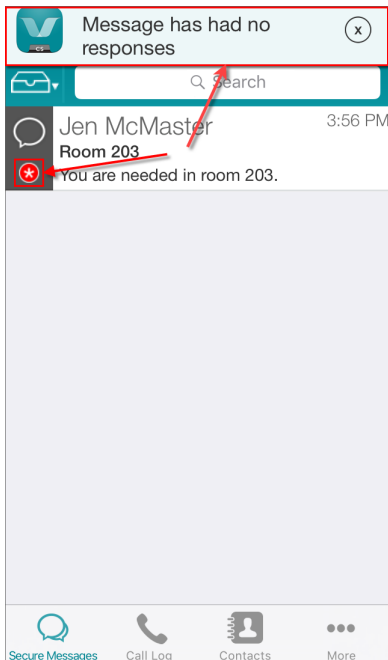 Message has had no
responses
x
CS
Search
Jen McMaster
3:56 PM
Room 203
You are needed in room 203.
Secure Messages
Call Log
Contacts
More